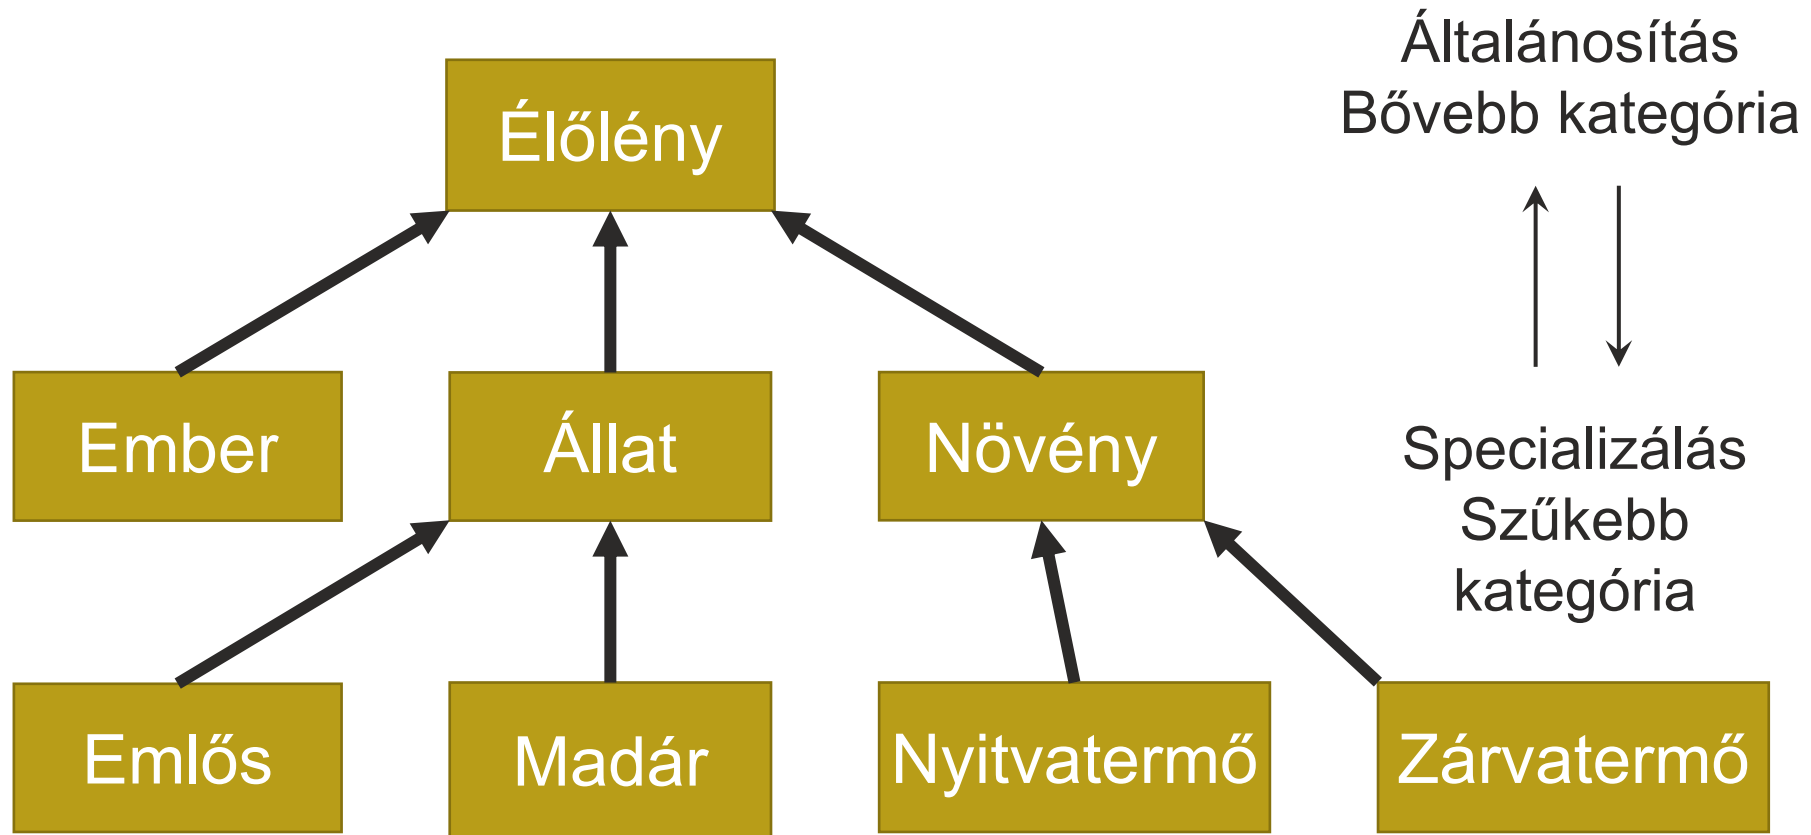 Általánosítás
Bővebb kategória
Élőlény
Ember
Állat
Növény
Specializálás
Szűkebb
kategória
Emlős
Madár
Nyitvatermő
Zárvatermő